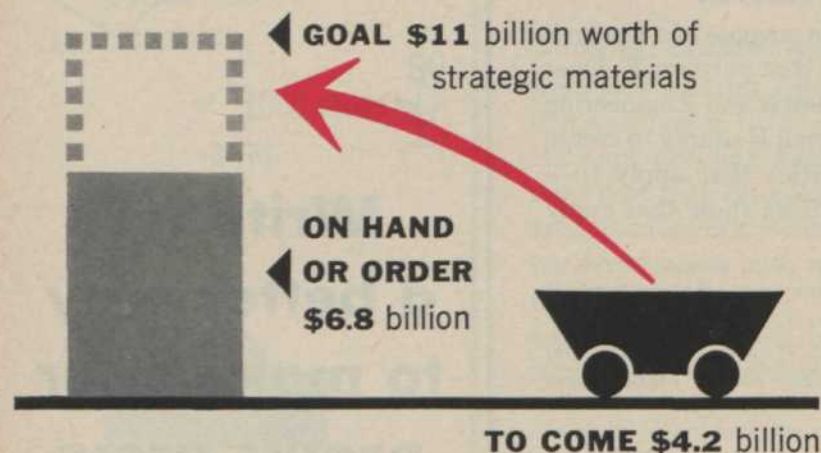 GOAL $11 billion worth of
strategic materials
ON HAND
OR ORDER
$6.8 billion
TO COME $4.2 billion